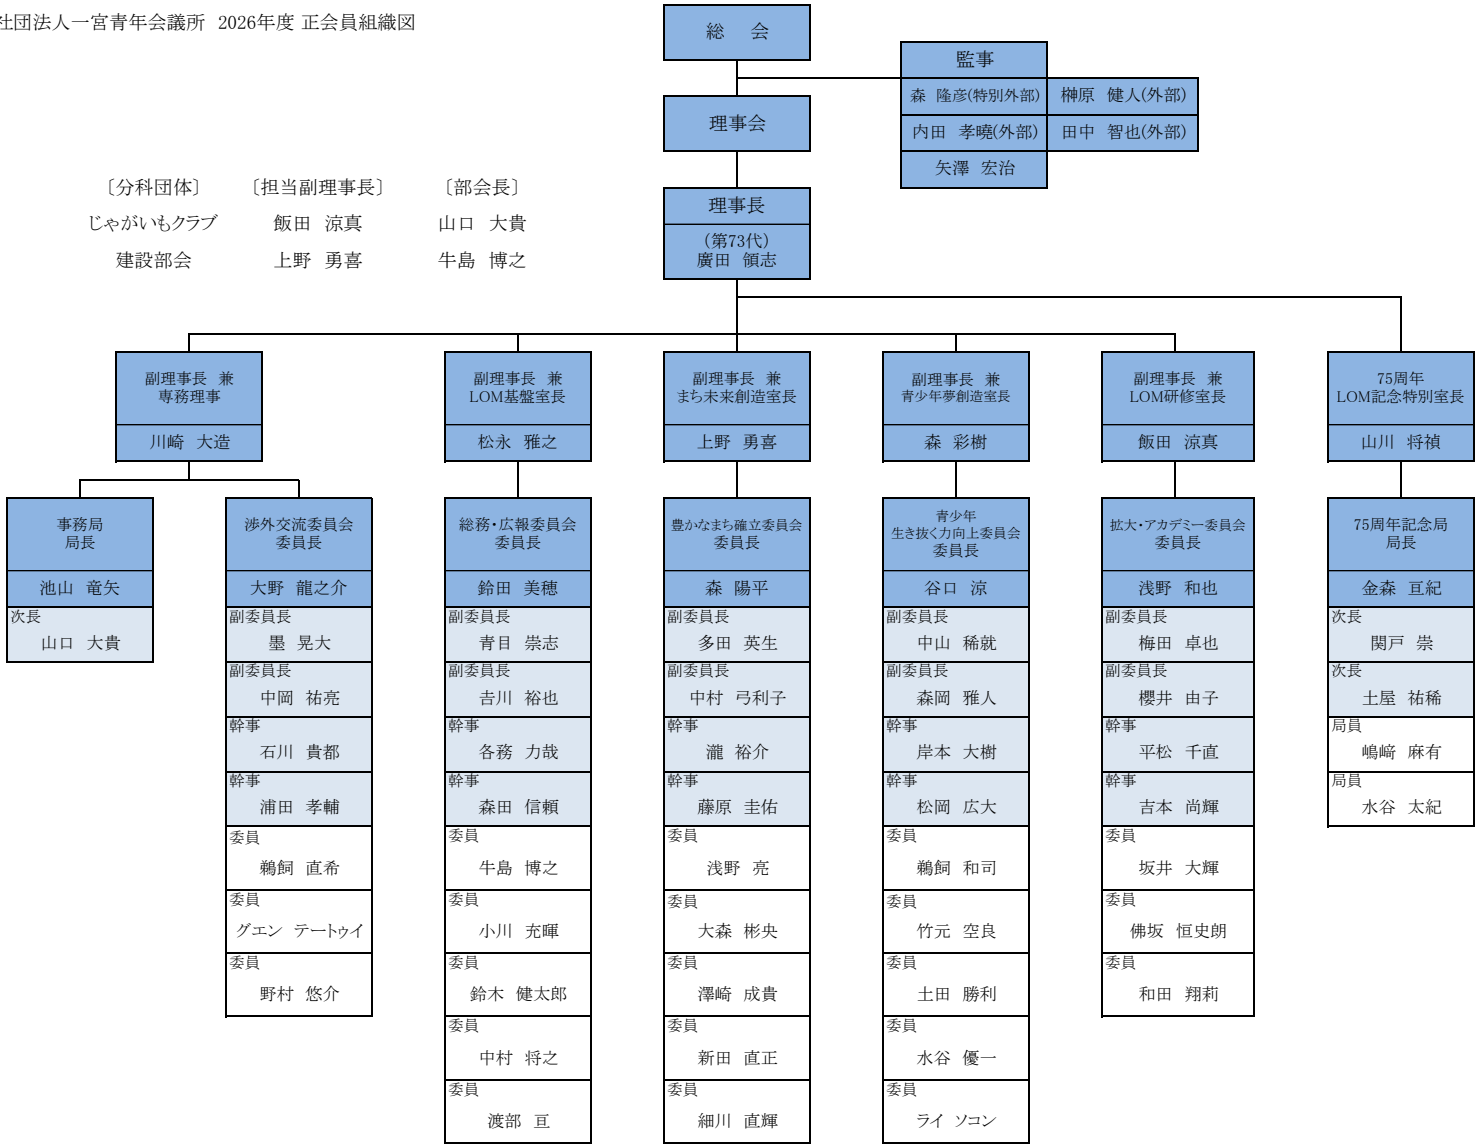 社団法人一宮青年会議所 2026年度 正会員組織図
総 会
監事
森 隆彦(特別外部) 榊原 健人(外部)
内田 孝曉(外部) 田中 智也(外部)
矢澤 宏治
理事会
理事長
(第73代)
廣田 領志
〔分科団体〕 〔担当副理事長〕 〔部会長〕
じゃがいもクラブ 飯田 涼真 山口 大貴
建設部会 上野 勇喜 牛島 博之
副理事長 兼
専務理事
川崎 大造
副理事長 兼
LOM基盤室長
松永 雅之
副理事長 兼
まち未来創造室長
上野 勇喜
副理事長 兼
青少年夢創造室長
森 彩樹
副理事長 兼
LOM研修室長
飯田 涼真
75周年
LOM記念特別室長
山川 将禎
事務局
局長
池山 竜矢
次長
山口 大貴
渉外交流委員会
委員長
大野 龍之介
副委員長
墨 晃大
副委員長
中岡 祐亮
幹事
石川 貴都
幹事
浦田 孝輔
委員
鵜飼 直希
委員
グエン テートゥイ
委員
野村 悠介
総務・広報委員会
委員長
鈴田 美穂
副委員長
青目 崇志
副委員長
𠮷川 裕也
幹事
各務 力哉
幹事
森田 信頼
委員
牛島 博之
委員
小川 充暉
委員
鈴木 健太郎
委員
中村 将之
委員
渡部 亘
豊かなまち確立委員会
委員長
森 陽平
副委員長
多田 英生
副委員長
中村 弓利子
幹事
瀧 裕介
幹事
藤原 圭佑
委員
浅野 亮
委員
大森 彬央
委員
澤崎 成貴
委員
新田 直正
委員
細川 直輝
青少年
生き抜く力向上委員会
委員長
谷口 涼
副委員長
中山 稀就
副委員長
森岡 雅人
幹事
岸本 大樹
幹事
松岡 広大
委員
鵜飼 和司
委員
竹元 空良
委員
土田 勝利
委員
水谷 優一
委員
ライ ソコン
拡大・アカデミー委員会
委員長
浅野 和也
副委員長
梅田 卓也
副委員長
櫻井 由子
幹事
平松 千直
幹事
吉本 尚輝
委員
坂井 大輝
委員
佛坂 恒史朗
委員
和田 翔莉
75周年記念局
局長
金森 亘紀
次長
関戸 崇
次長
土屋 祐稀
局員
嶋﨑 麻有
局員
水谷 太紀